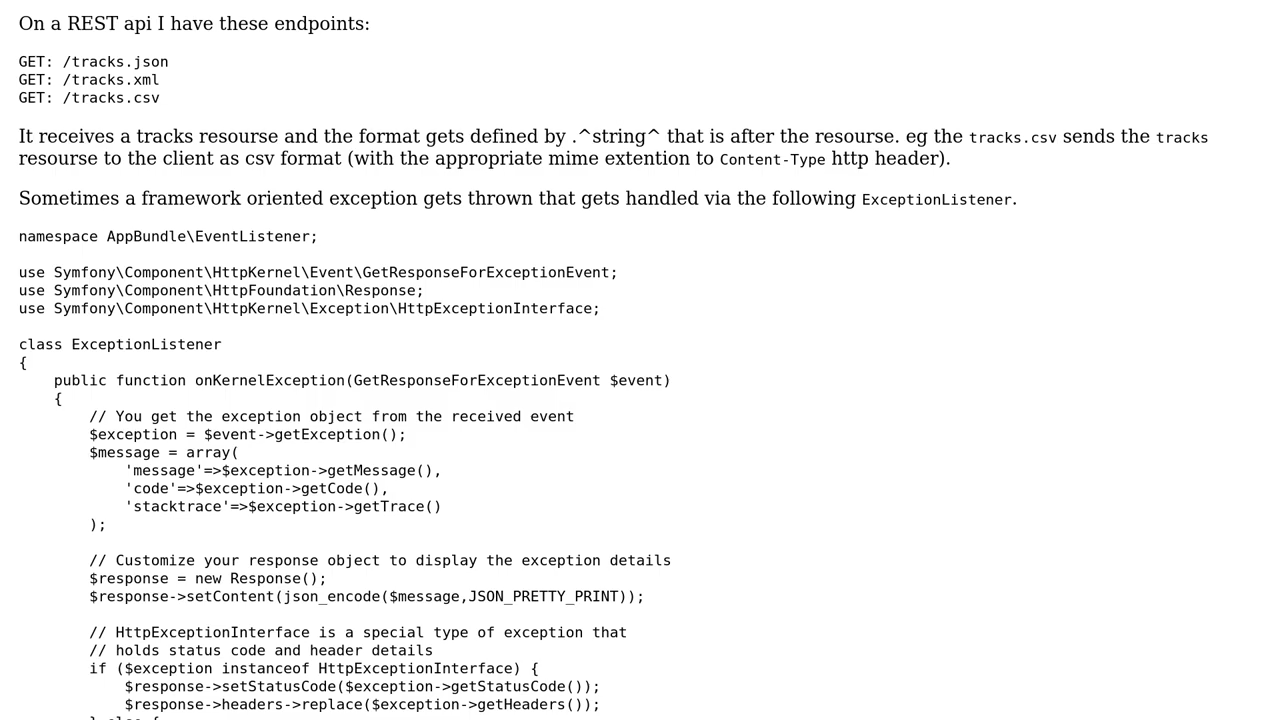 On a REST api I have these endpoints:
GET: /tracks.json
GET: /tracks.xml
GET: /tracks.csv
It receives a tracks resourse and the format gets defined by .^string^ that is after the resourse. eg the tracks.csv sends the tracks
resourse to the client as csv format (with the appropriate mime extention to Content-Type http header).
Sometimes a framework oriented exception gets thrown that gets handled via the following ExceptionListener.
namespace AppBundle\EventListener;
use Symfony\Component\HttpKernel\Event\GetResponseForExceptionEvent;
use Symfony\Component\HttpFoundation\Response;
use Symfony\Component\HttpKernel\Exception\HttpExceptionInterface;
class ExceptionListener
{
    public function onKernelException(GetResponseForExceptionEvent $event)
    {
        // You get the exception object from the received event
        $exception = $event->getException();
        $message = array(
            'message'=>$exception->getMessage(),
            'code'=>$exception->getCode(),
            'stacktrace'=>$exception->getTrace()
        );
        // Customize your response object to display the exception details
        $response = new Response();
        $response->setContent(json_encode($message,JSON_PRETTY_PRINT));
        // HttpExceptionInterface is a special type of exception that
        // holds status code and header details
        if ($exception instanceof HttpExceptionInterface) {
            $response->setStatusCode($exception->getStatusCode());
            $response->headers->replace($exception->getHeaders());
        } else {